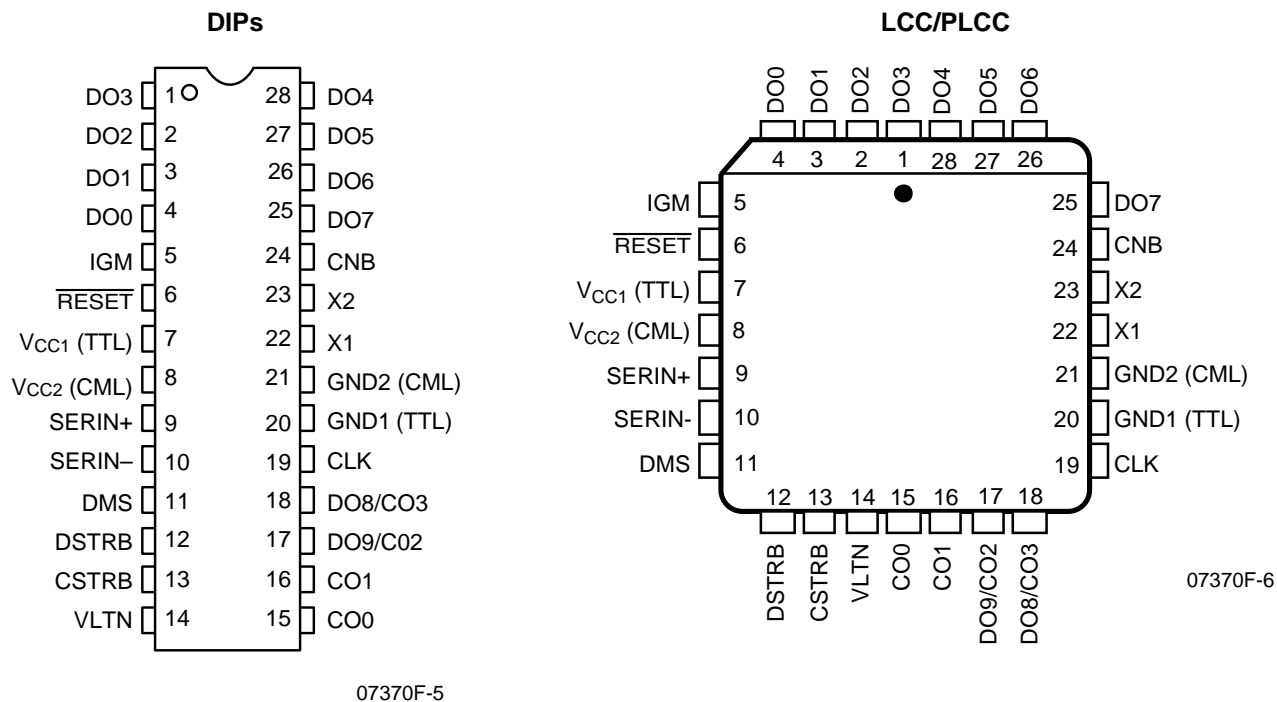 DIPs
DO3 1 28 DO4
DO2 2 27 DO5
DO1 3 26 DO6
DO0 4 25 DO7
IGM 5 24 CNB
RESET 6 23 X2
VCC1 (TTL) 7 22 X1
VCC2 (CML) 8 21 GND2 (CML)
SERIN+ 9 20 GND1 (TTL)
SERIN– 10 19 CLK
DMS 11 18 DO8/CO3
DSTRB 12 17 DO9/C02
CSTRB 13 16 CO1
VLTN 14 15 CO0
07370F-5
LCC/PLCC
DO0 DO1 DO2 DO3 DO4 DO5 DO6
4 3 2 1 28 27 26
IGM 5 25 DO7
RESET 6 24 CNB
VCC1 (TTL) 7 23 X2
VCC2 (CML) 8 22 X1
SERIN+ 9 21 GND2 (CML)
SERIN- 10 20 GND1 (TTL)
DMS 11 19 CLK
12 13 14 15 16 17 18
DSTRB CSTRB VLTN CO0 CO1 DO9/CO2 DO8/CO3
07370F-6